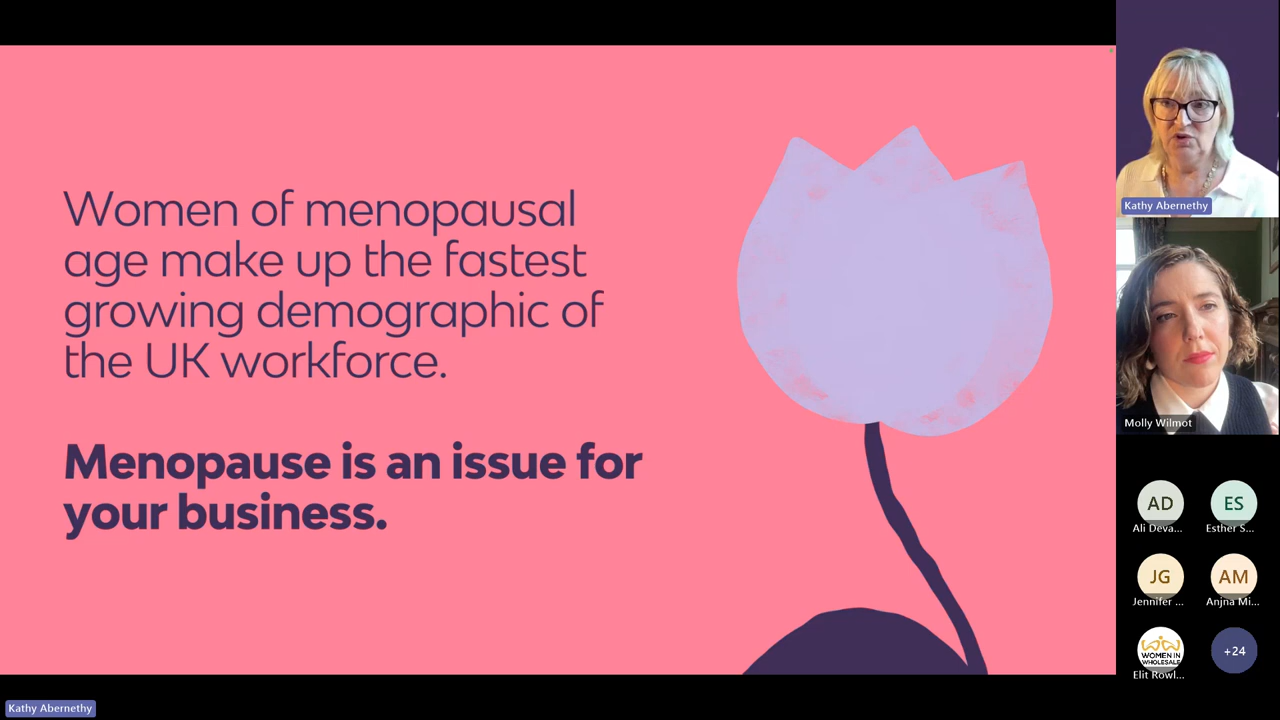 Women of menopausal
age make up the fastest
growing demographic of
the UK workforce.
Menopause is an issue for
your business.
Kathy Abernethy
Molly Wilmot
AD
ES
Ali Deva...
Esther S...
JG
AM
Jennifer ...
Anjna Mi...
WOMEN IN
WHOLESALE
+24
Elit Rowl...
Kathy Abernethy